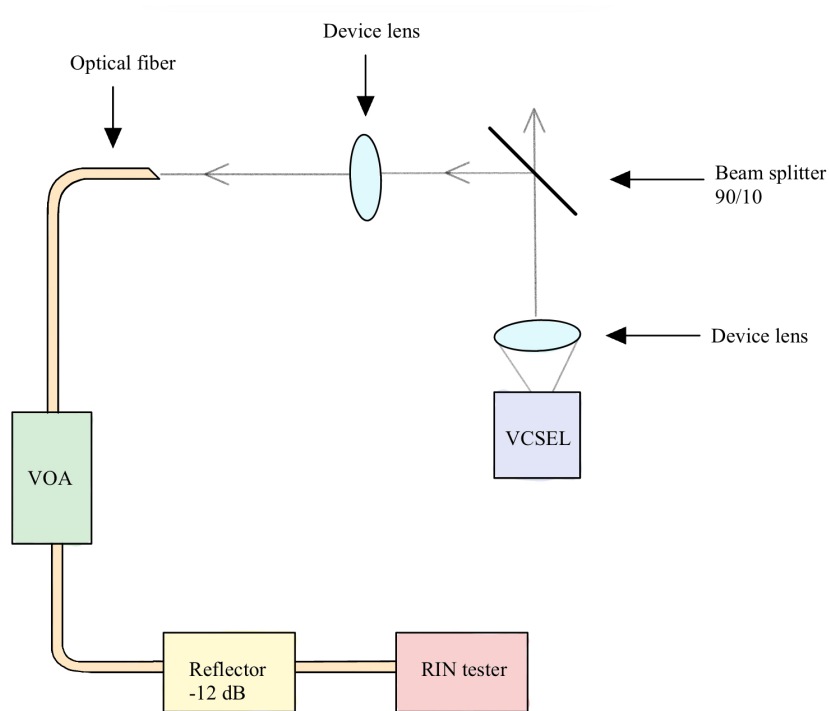 Device lens
Optical fiber
Beam splitter
90/10
Device lens
VCSEL
VOA
Reflector
-12 dB
RIN tester